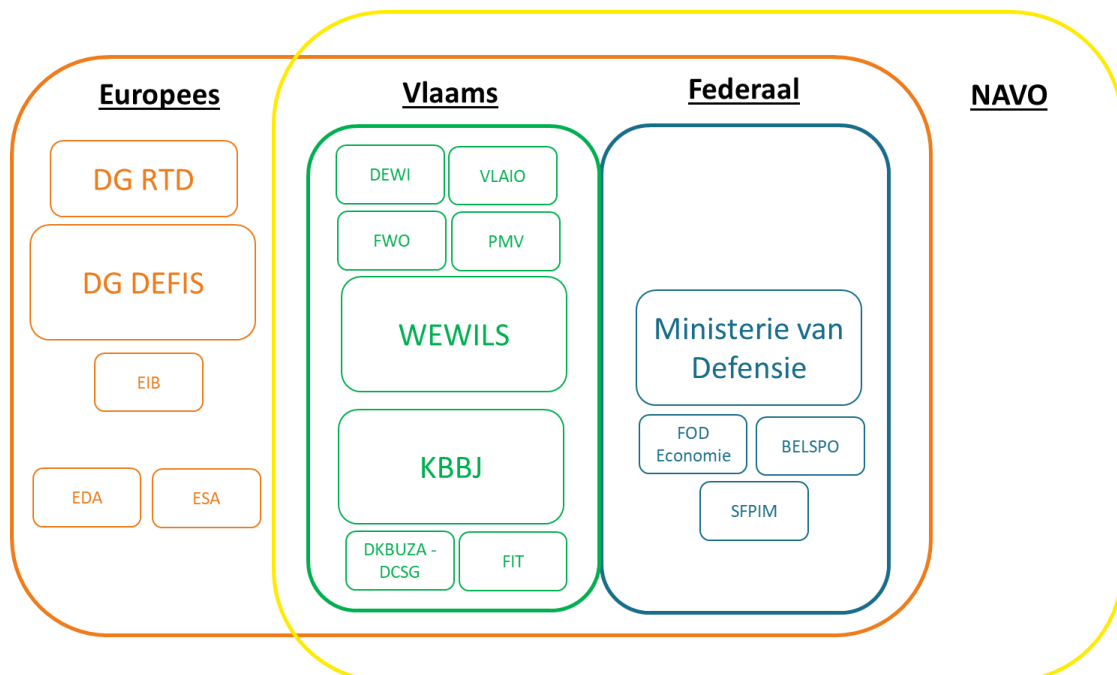 Europees
Vlaams
Federaal
NAVO
DG RTD
DG DEFIS
EIB
EDA
ESA
DEWI
VLAIO
FWO
PMV
WEWILS
KBBJ
DKBUZA -
DCSG
FIT
Ministerie van
Defensie
FOD
Economie
BELSPO
SFPIM